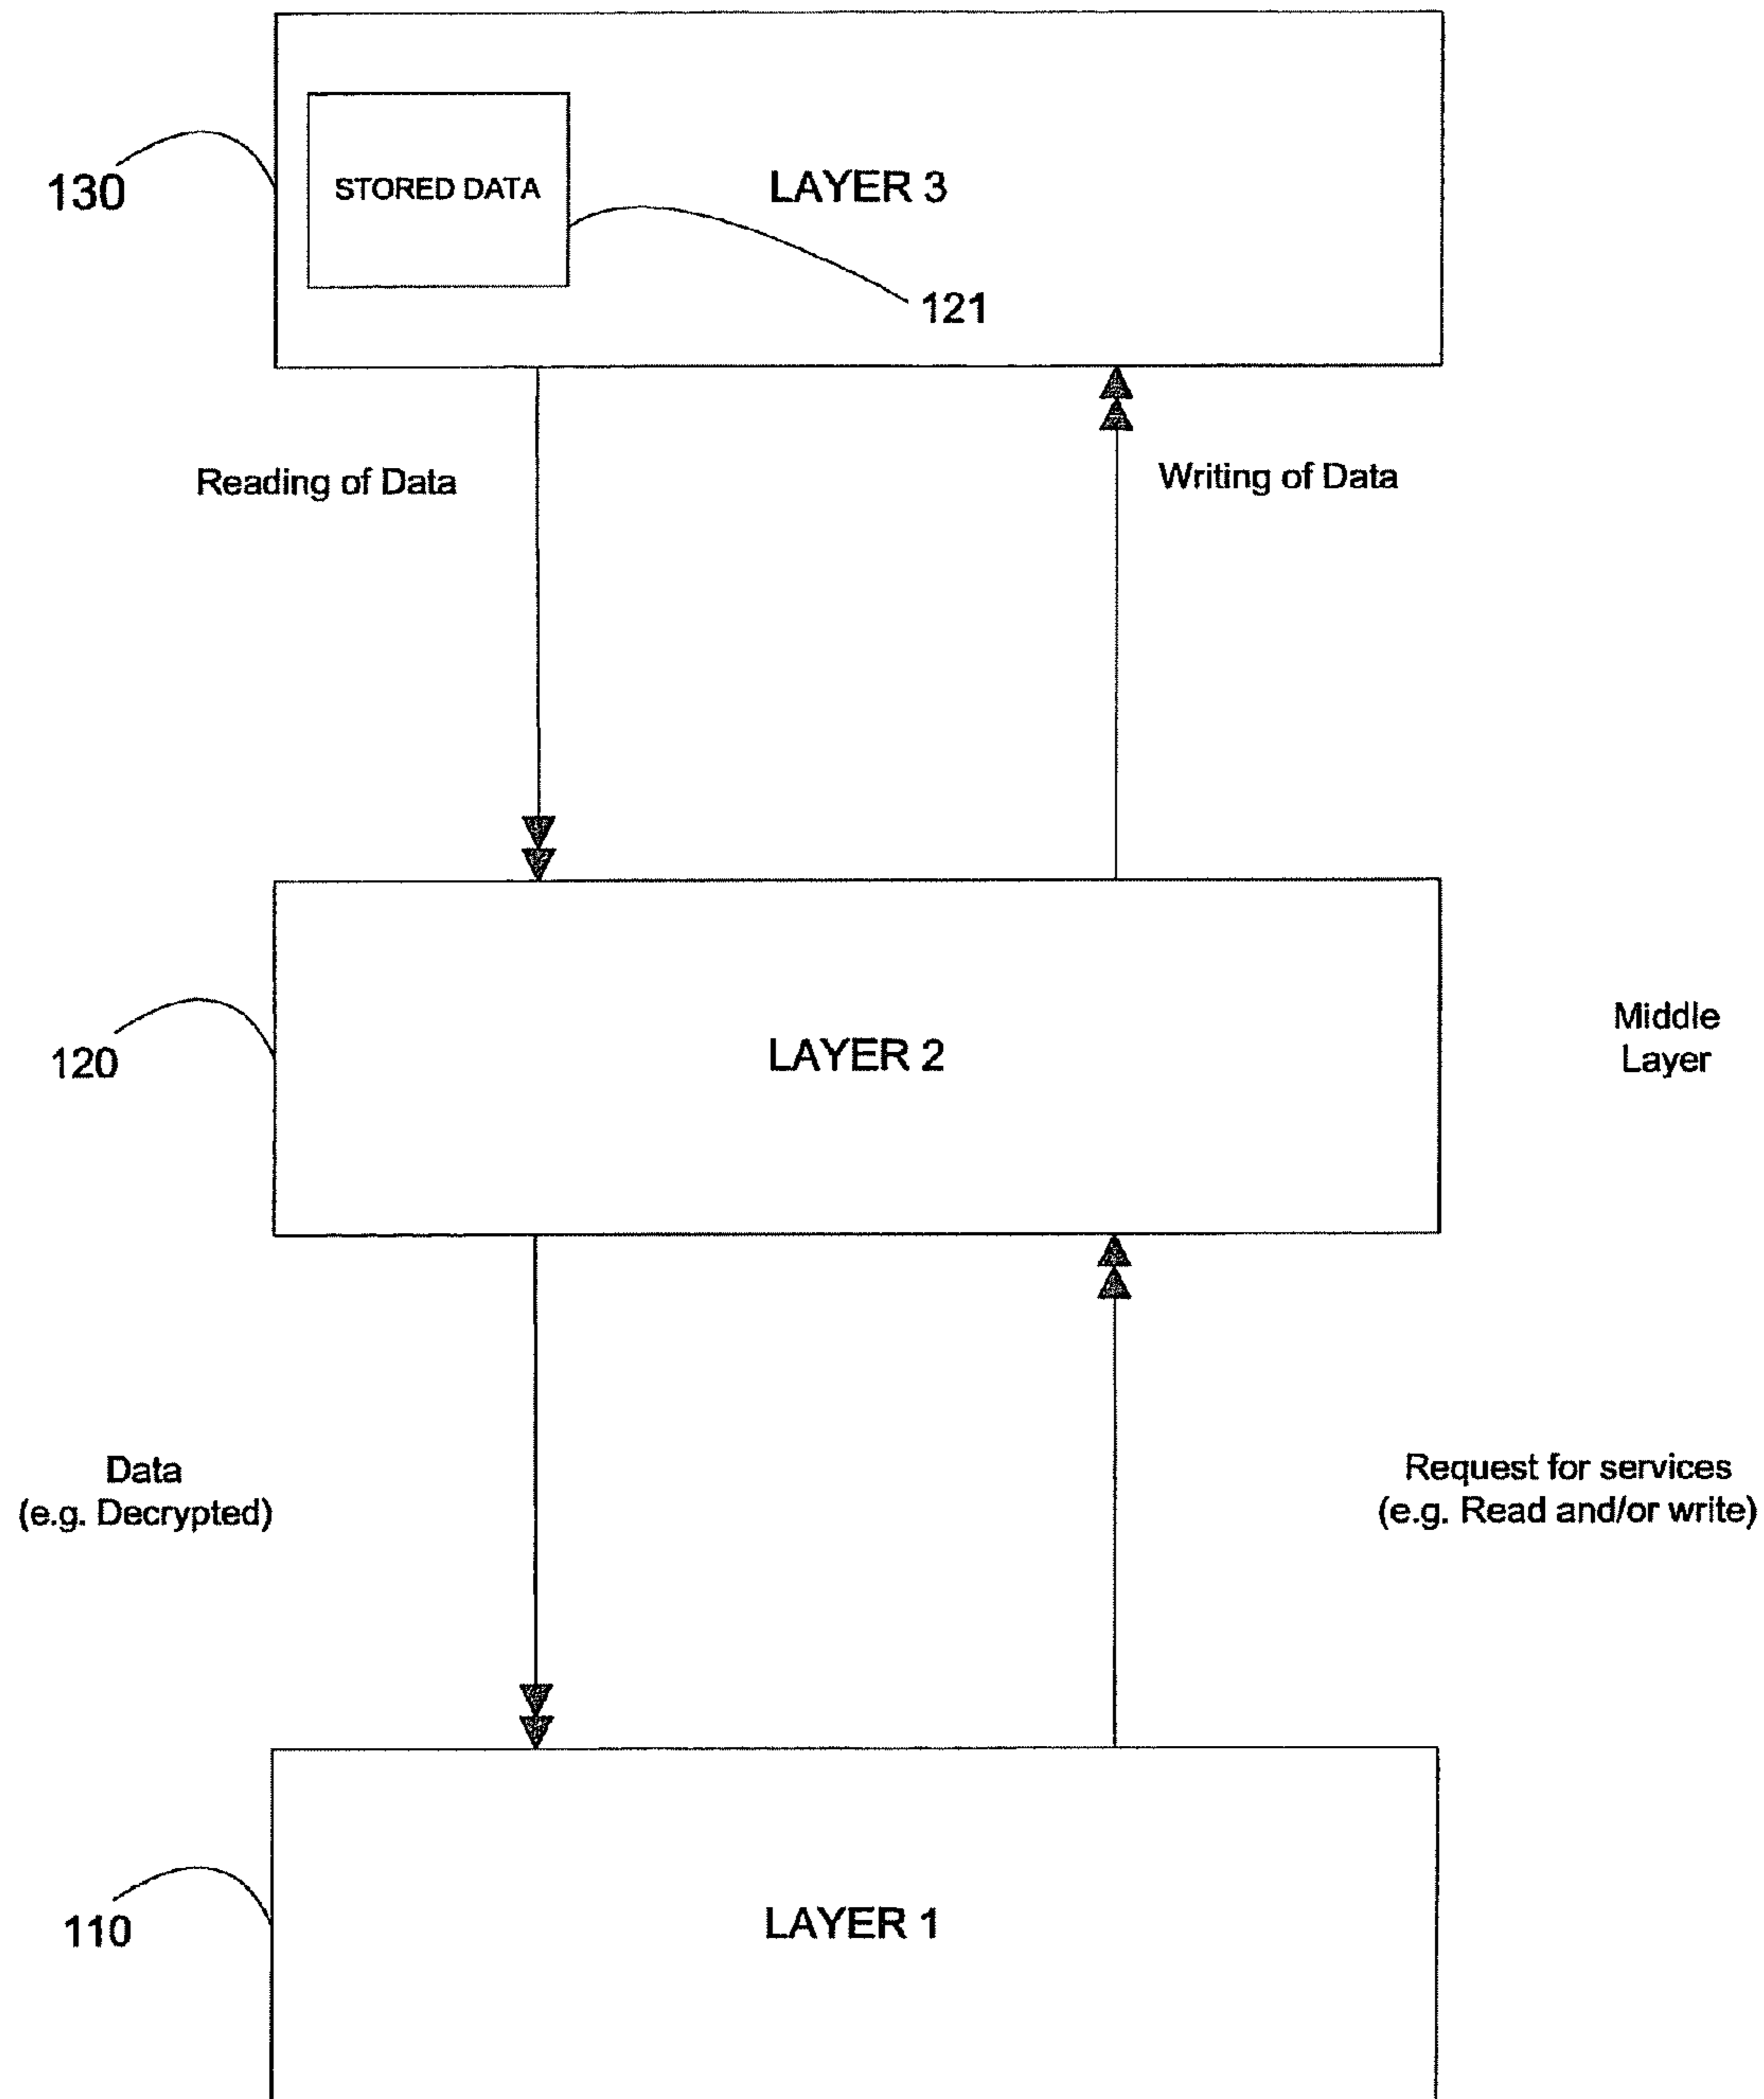 130
STORED DATA
LAYER 3
121
Reading of Data
Writing of Data
120
LAYER 2
Middle
Layer
Data
(e.g. Decrypted)
Request for services
(e.g. Read and/or write)
110
LAYER 1